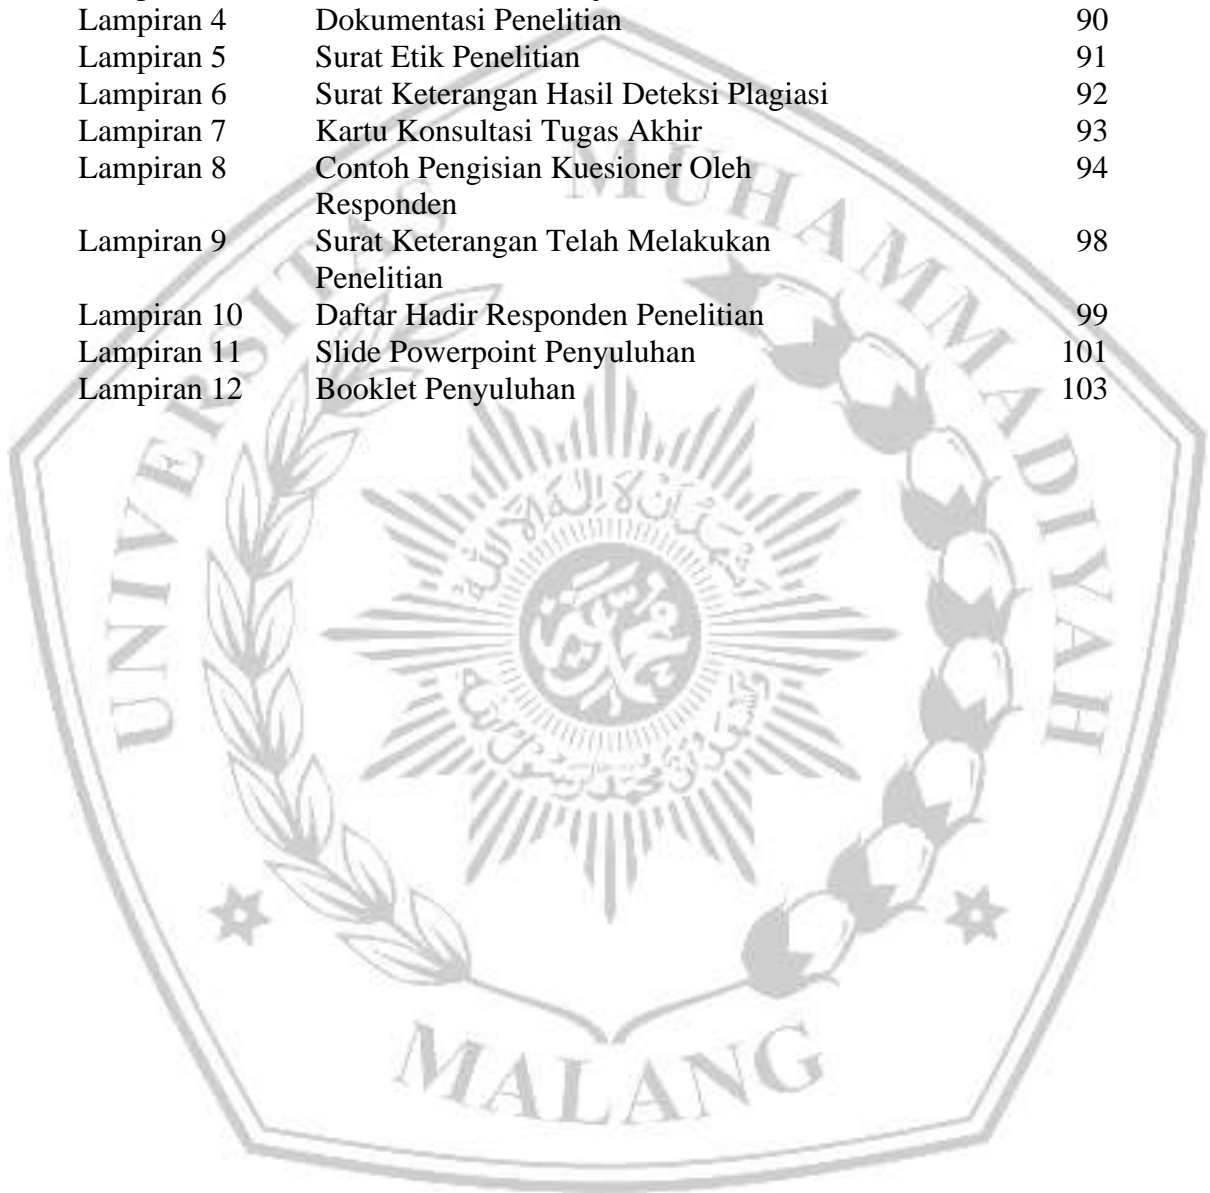 Lampiran 4 Dokumentasi Penelitian 90
Lampiran 5 Surat Etik Penelitian 91
Lampiran 6 Surat Keterangan Hasil Deteksi Plagiasi 92
Lampiran 7 Kartu Konsultasi Tugas Akhir 93
Lampiran 8 Contoh Pengisian Kuesioner Oleh 94
Responden
Lampiran 9 Surat Keterangan Telah Melakukan 98
Penelitian
Lampiran 10 Daftar Hadir Responden Penelitian 99
Lampiran 11 Slide Powerpoint Penyuluhan 101
Lampiran 12 Booklet Penyuluhan 103
UNIVERSITAS MUHAMMADIYAH
MALANG